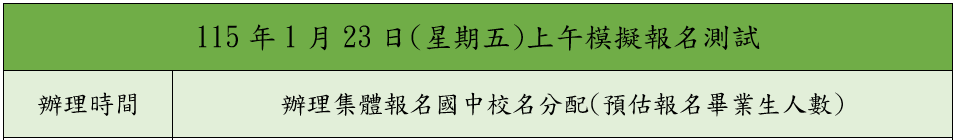 115 年 1 月 23 日(星期五)上午模擬報名測試
辦理時間 辦理集體報名國中校名分配(預估報名畢業生人數)